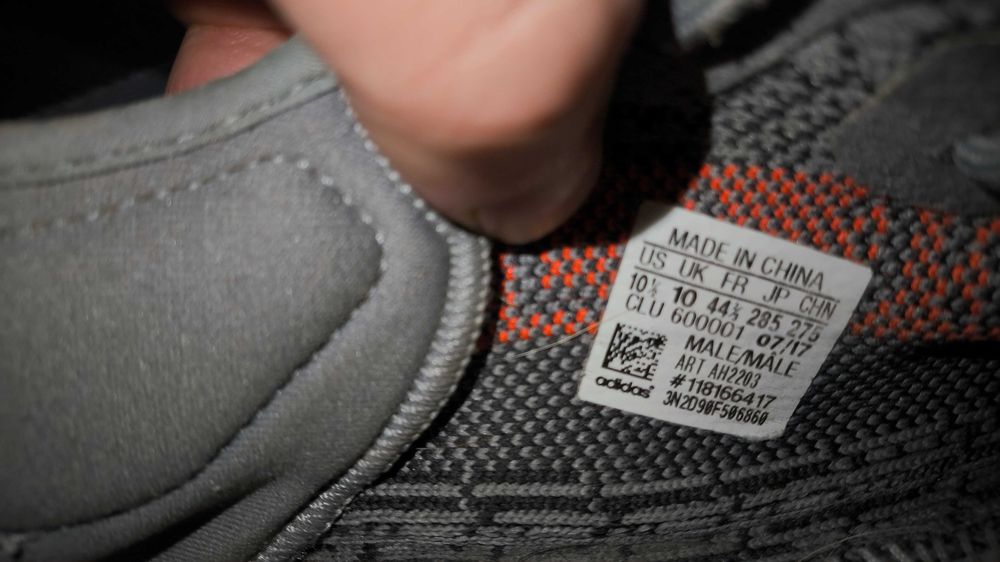 MADE IN CHINA
US UK FR JP CHN
10½ 10 44⅔ 285 275
CLU 600001 07/17
MALE/MÂLE
ART AH2203
#118166417
adidas® 3N2D90F506860